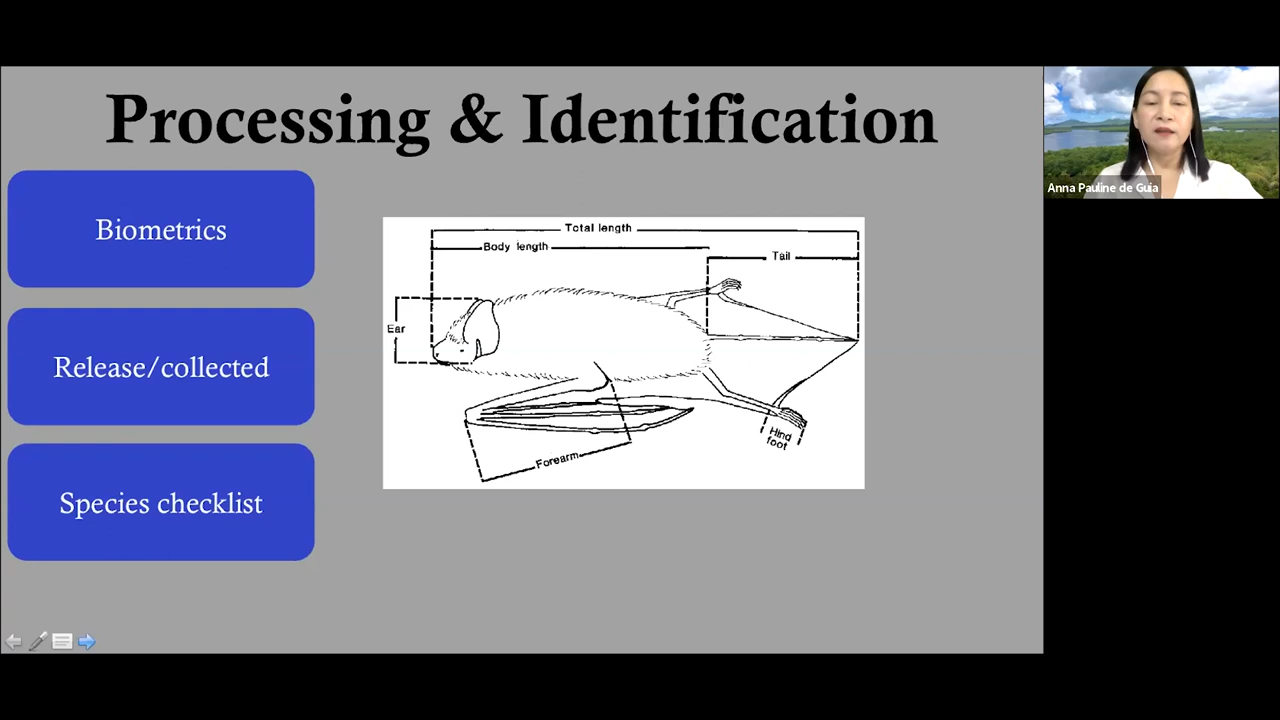 Processing & Identification
Biometrics
Release/collected
Species checklist
Total length
Body length
Tail
Ear
Forearm
Hind
foot
Anna Pauline de Guia